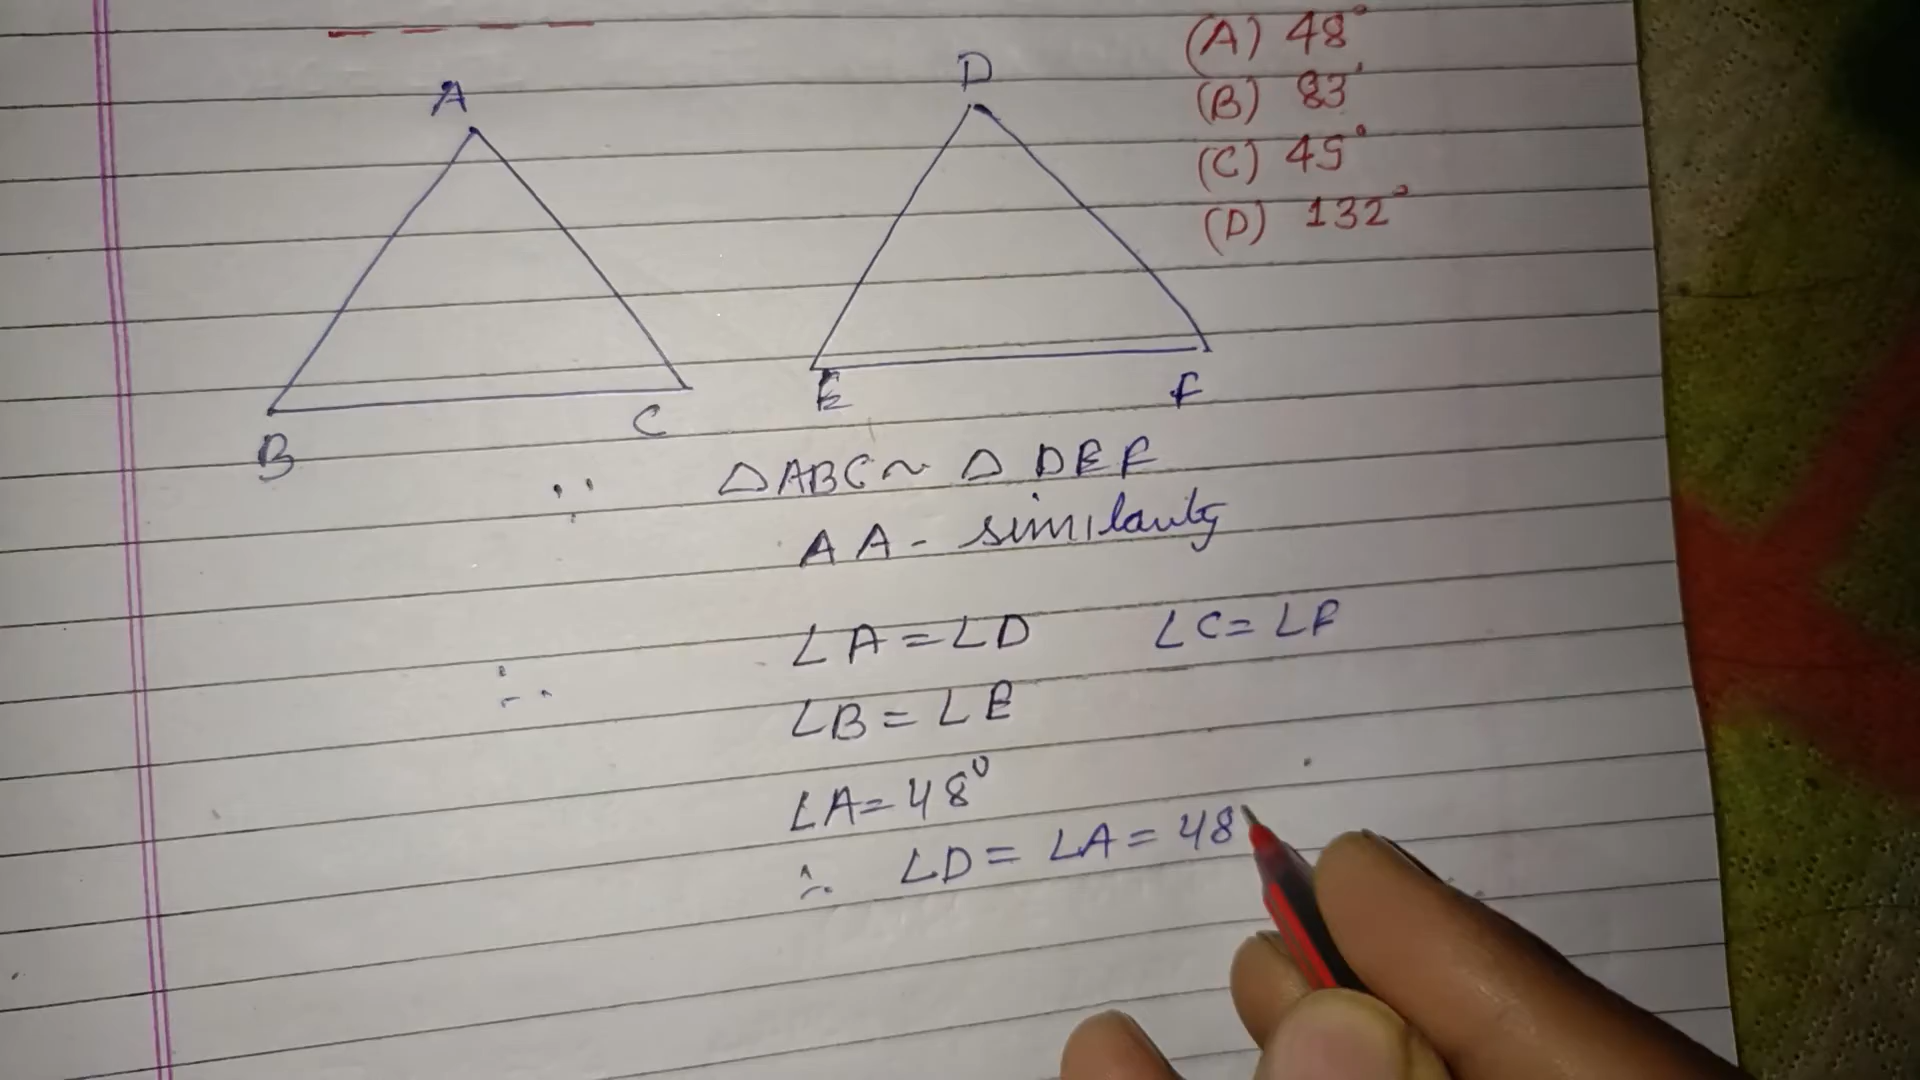 (A) 48°
(B) 83°
(C) 45°
(D) 132°
A
D
B
C
E
F
∵ △ABC ~ △DEF
AA - similarity
∴ ∠A = ∠D ∠C = ∠F
∠B = ∠E
∠A = 48°
∴ ∠D = ∠A = 48